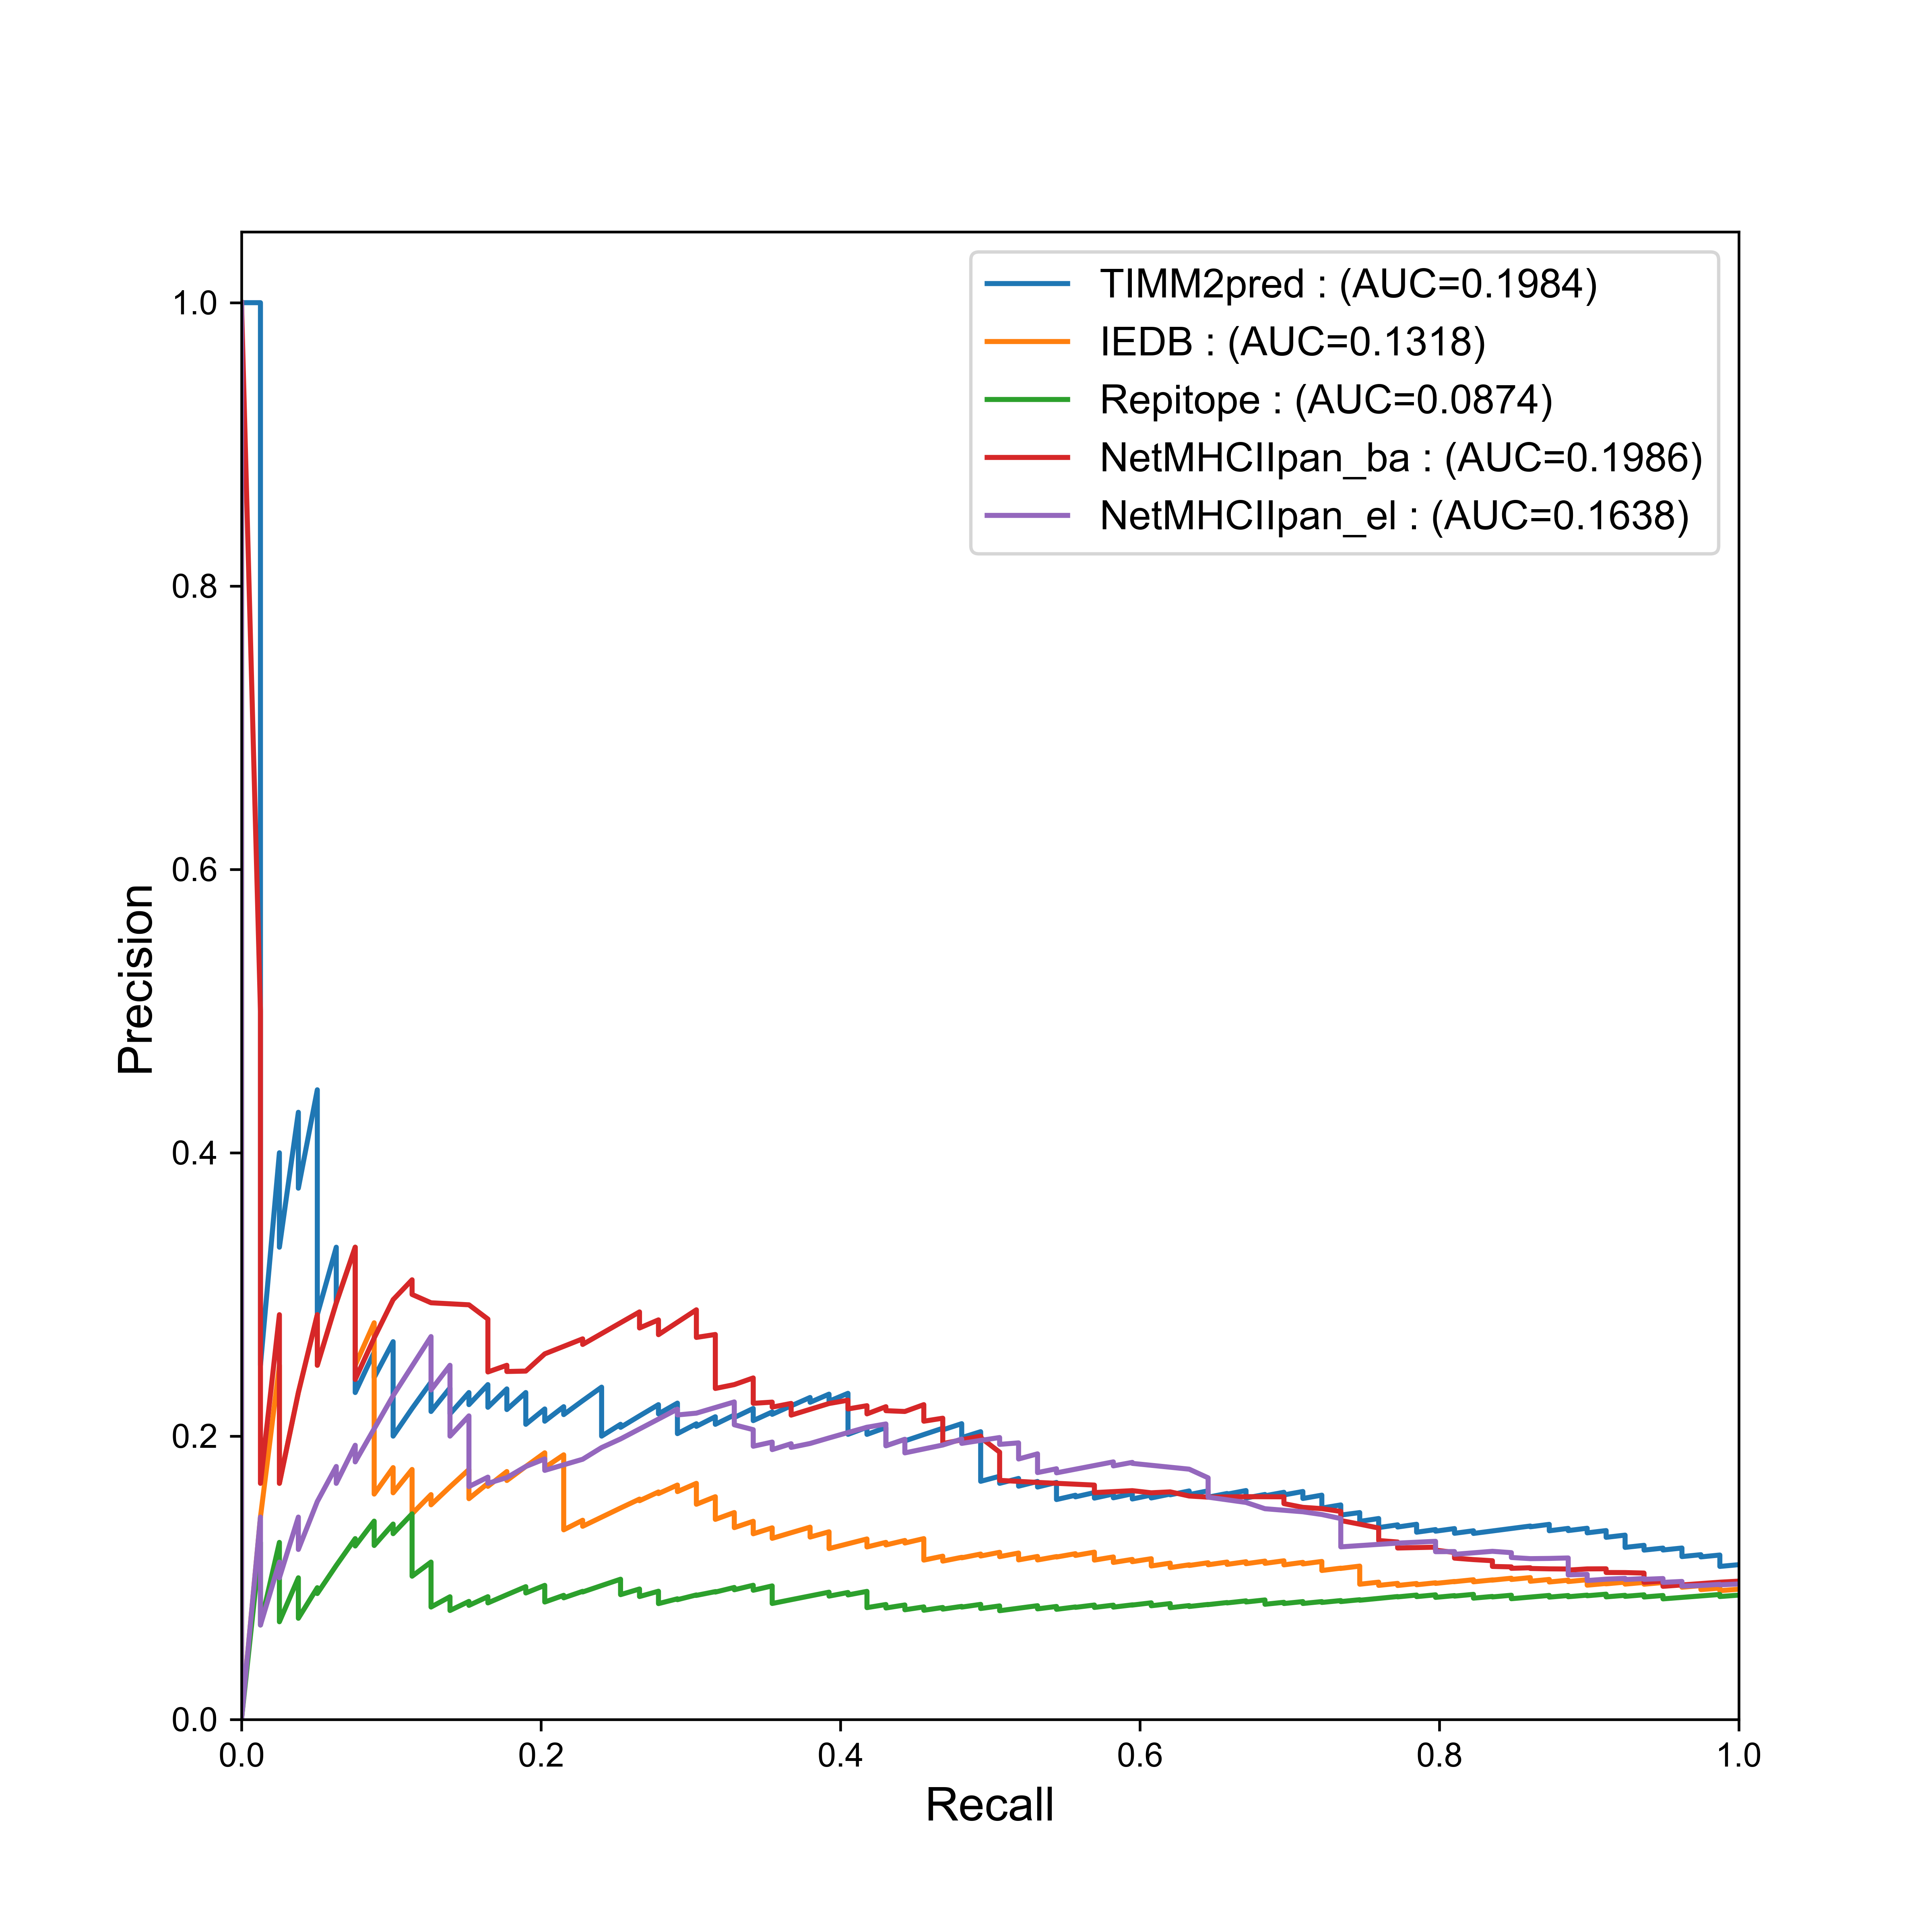 TIMM2pred : (AUC=0.1984)
IEDB : (AUC=0.1318)
Repitope : (AUC=0.0874)
NetMHCIIpan_ba : (AUC=0.1986)
NetMHCIIpan_el : (AUC=0.1638)
1.0
0.8
0.6
0.4
0.2
0.0
Precision
0.0 0.2 0.4 0.6 0.8 1.0
Recall